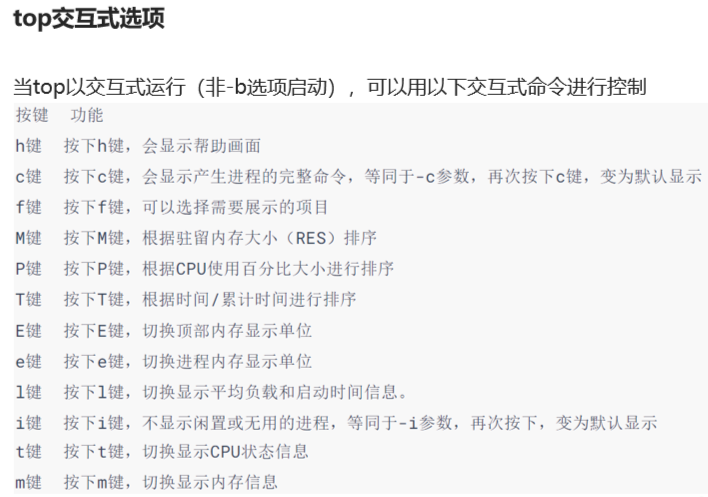 top交互式选项
当top以交互式运行（非-b选项启动），可以用以下交互式命令进行控制
按键 功能
h键 按下h键，会显示帮助画面
c键 按下c键，会显示产生进程的完整命令，等同于-c参数，再次按下c键，变为默认显示
f键 按下f键，可以选择需要展示的项目
M键 按下M键，根据驻留内存大小（RES）排序
P键 按下P键，根据CPU使用百分比大小进行排序
T键 按下T键，根据时间/累计时间进行排序
E键 按下E键，切换顶部内存显示单位
e键 按下e键，切换进程内存显示单位
l键 按下l键，切换显示平均负载和启动时间信息。
i键 按下i键，不显示闲置或无用的进程，等同于-i参数，再次按下，变为默认显示
t键 按下t键，切换显示CPU状态信息
m键 按下m键，切换显示内存信息